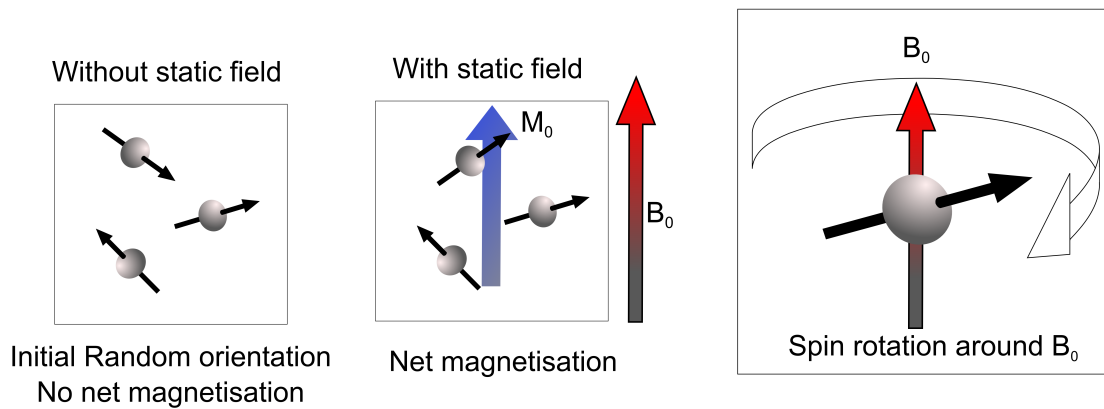 Without static field
Initial Random orientation
No net magnetisation
With static field
M₀
B₀
Net magnetisation
B₀
Spin rotation around B₀